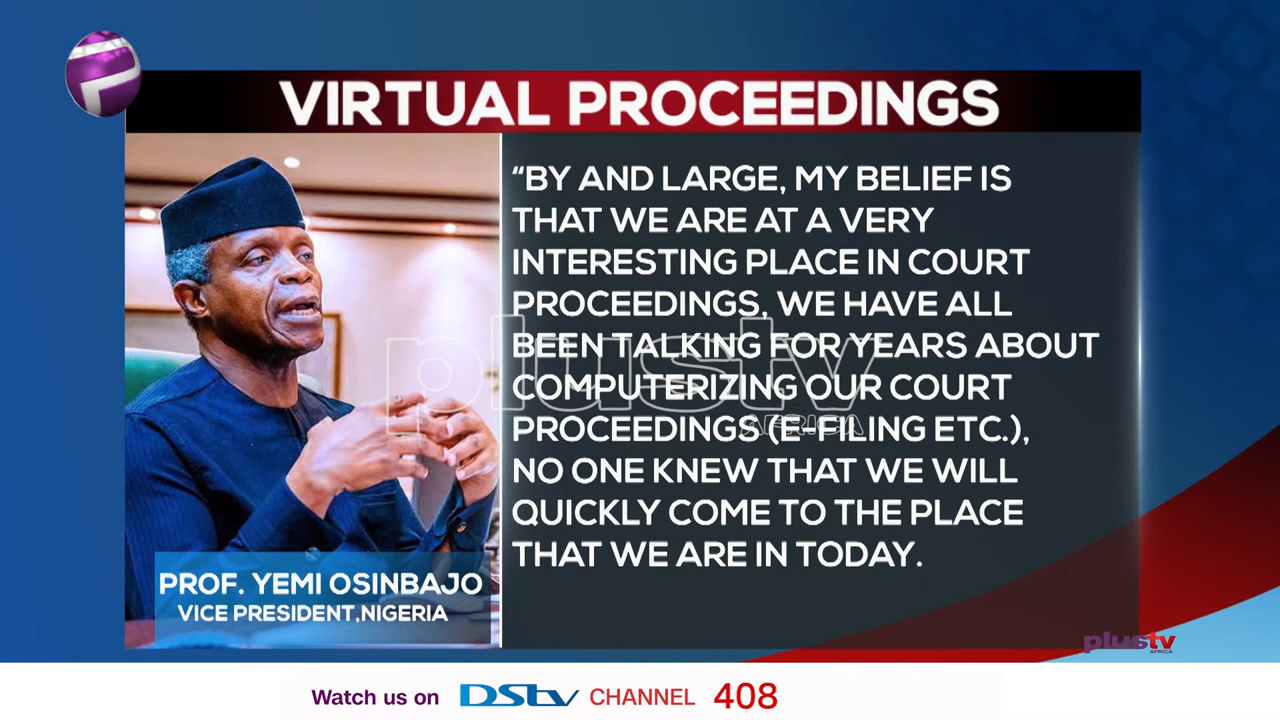 VIRTUAL PROCEEDINGS
“BY AND LARGE, MY BELIEF IS
THAT WE ARE AT A VERY
INTERESTING PLACE IN COURT
PROCEEDINGS, WE HAVE ALL
BEEN TALKING FOR YEARS ABOUT
COMPUTERIZING OUR COURT
PROCEEDINGS (E-FILING ETC.),
NO ONE KNEW THAT WE WILL
QUICKLY COME TO THE PLACE
THAT WE ARE IN TODAY.
plustv
AFRICA
PROF. YEMI OSINBAJO
VICE PRESIDENT,NIGERIA
plustv
AFRICA
Watch us on DStv CHANNEL 408